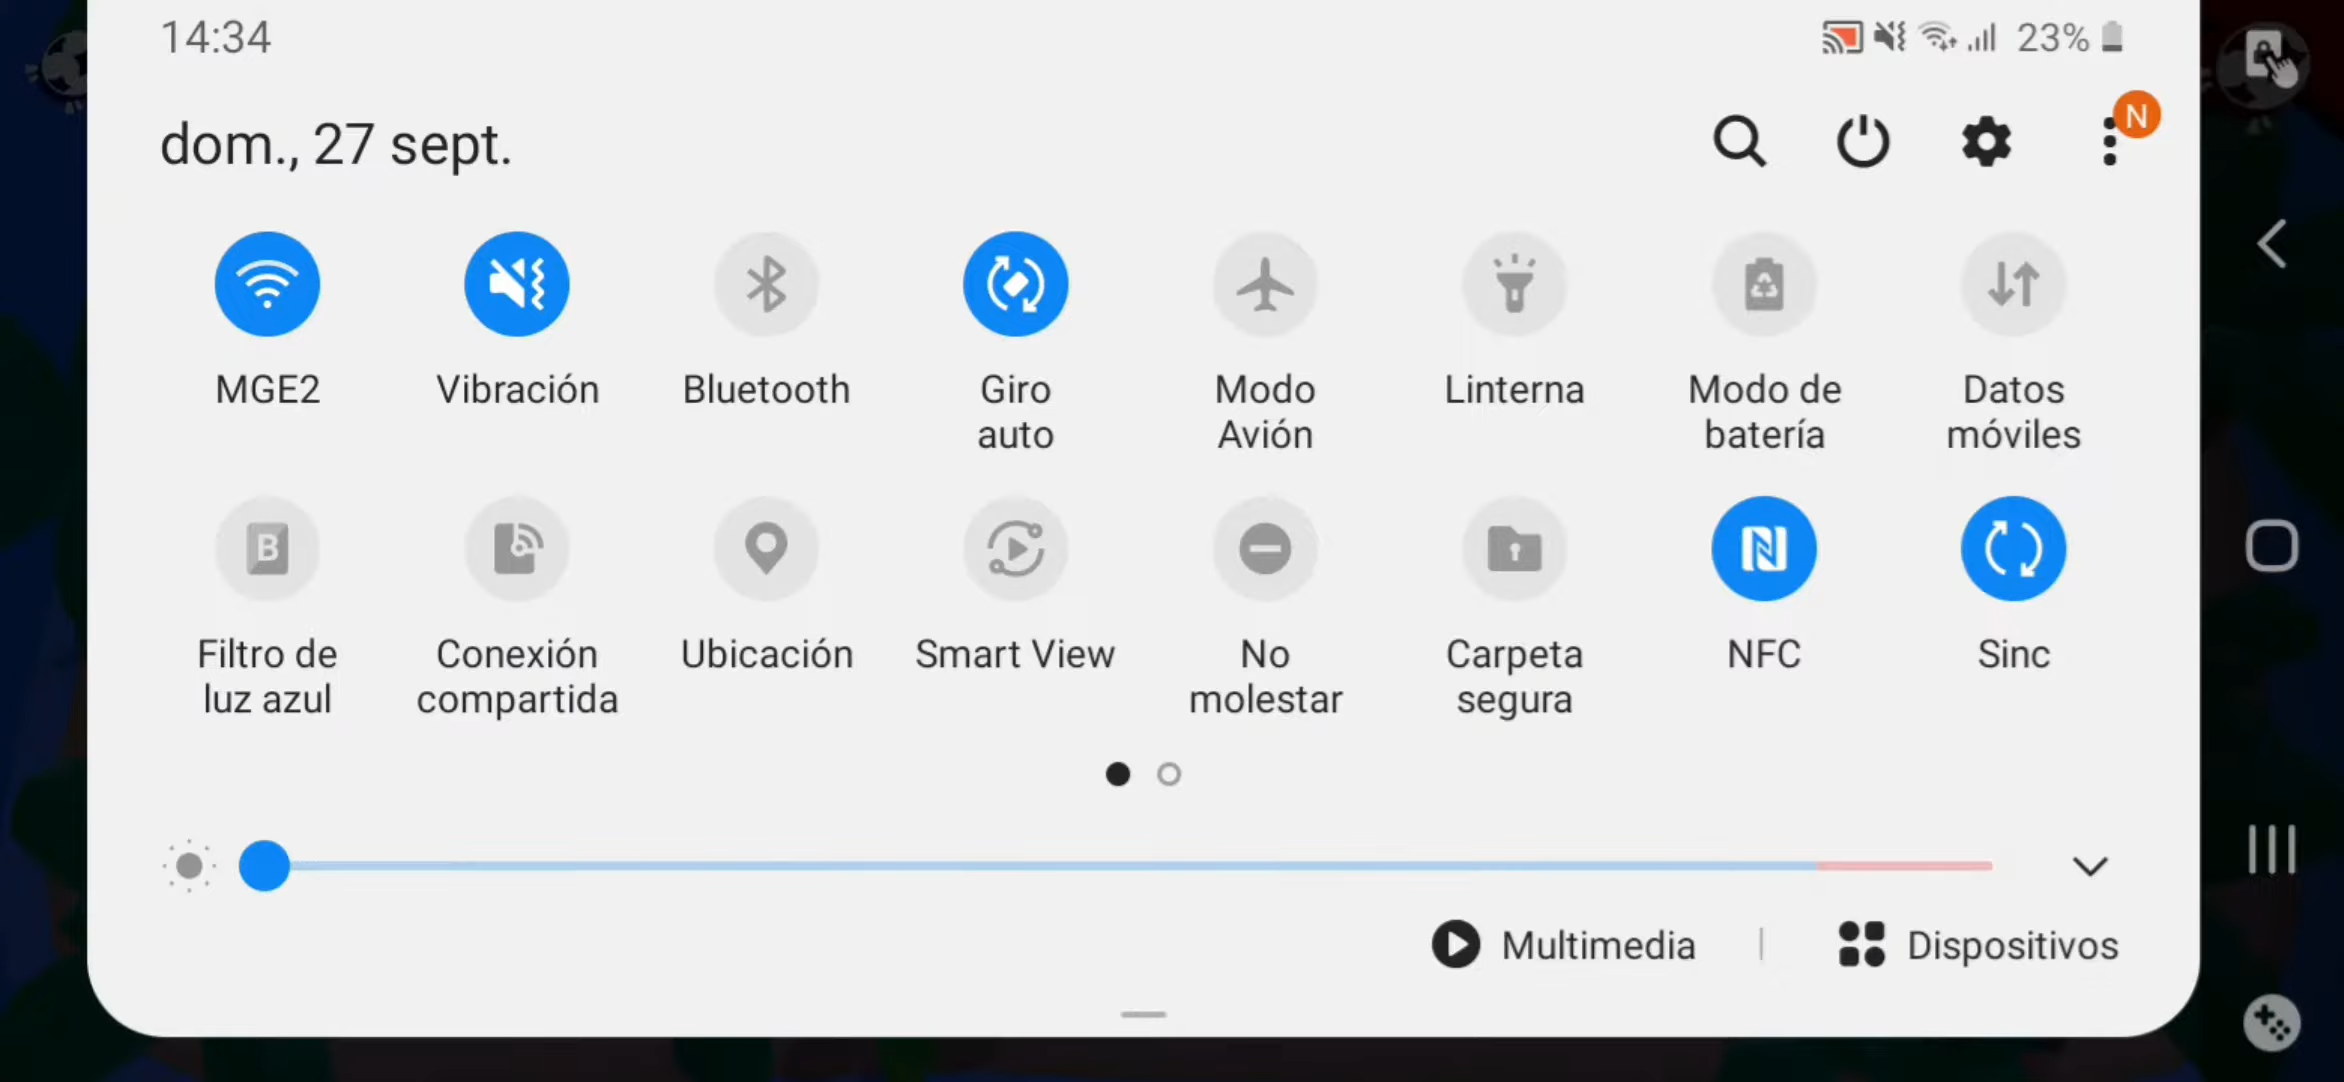 14:34
23%
dom., 27 sept.
N
MGE2
Vibración
Bluetooth
Giro
auto
Modo
Avión
Linterna
Modo de
batería
Datos
móviles
B
Filtro de
luz azul
Conexión
compartida
Ubicación
Smart View
No
molestar
Carpeta
segura
NFC
Sinc
Multimedia
Dispositivos